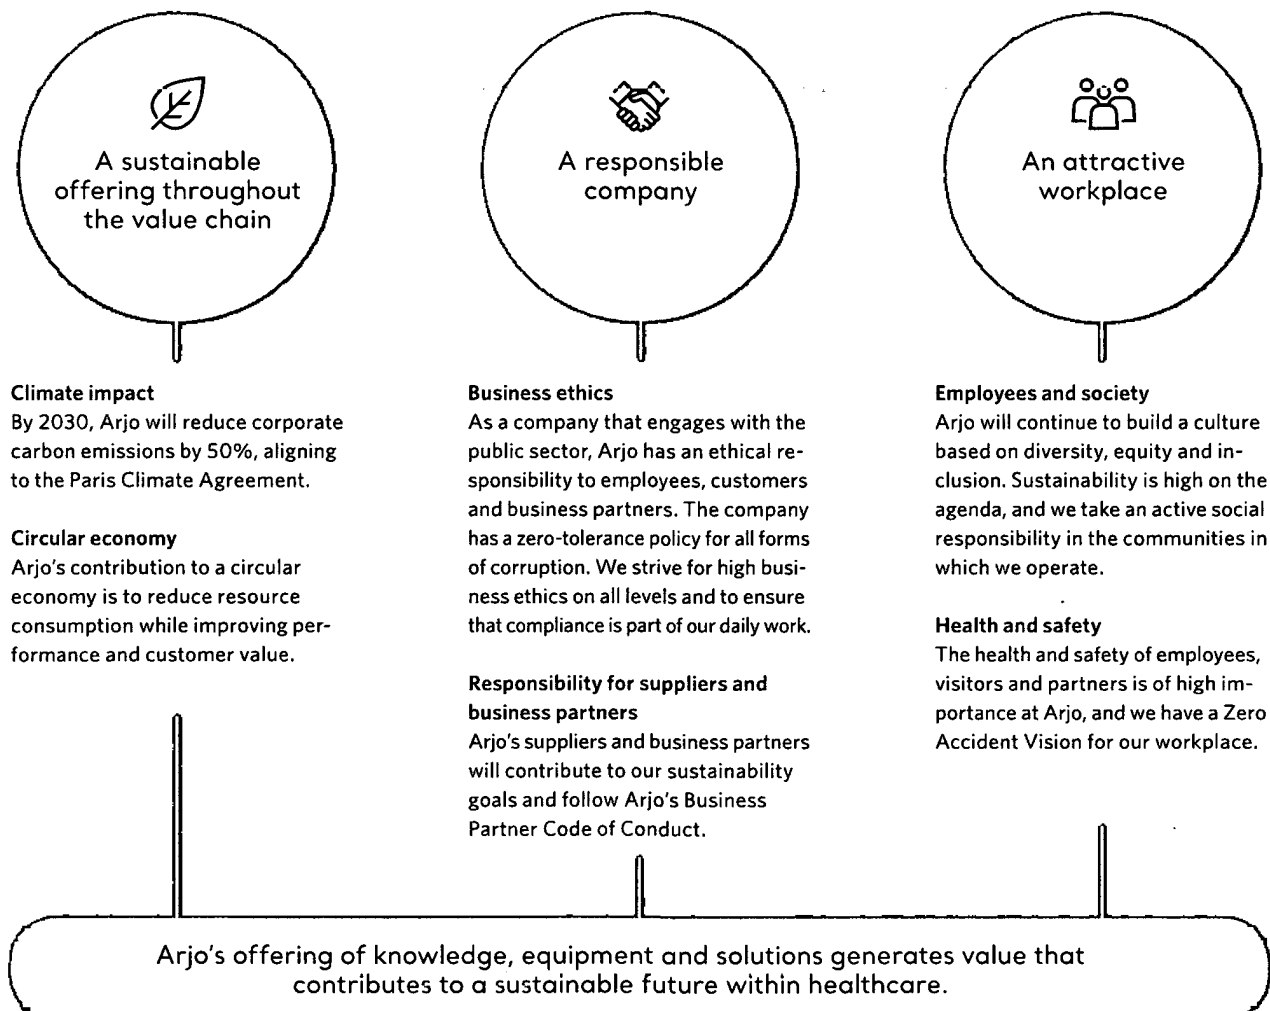 A sustainable
offering throughout
the value chain
Climate impact
By 2030, Arjo will reduce corporate
carbon emissions by 50%, aligning
to the Paris Climate Agreement.
Circular economy
Arjo's contribution to a circular
economy is to reduce resource
consumption while improving per-
formance and customer value.
A responsible
company
Business ethics
As a company that engages with the
public sector, Arjo has an ethical re-
sponsibility to employees, customers
and business partners. The company
has a zero-tolerance policy for all forms
of corruption. We strive for high busi-
ness ethics on all levels and to ensure
that compliance is part of our daily work.
Responsibility for suppliers and
business partners
Arjo's suppliers and business partners
will contribute to our sustainability
goals and follow Arjo's Business
Partner Code of Conduct.
An attractive
workplace
Employees and society
Arjo will continue to build a culture
based on diversity, equity and in-
clusion. Sustainability is high on the
agenda, and we take an active social
responsibility in the communities in
which we operate.
Health and safety
The health and safety of employees,
visitors and partners is of high im-
portance at Arjo, and we have a Zero
Accident Vision for our workplace.
Arjo's offering of knowledge, equipment and solutions generates value that
contributes to a sustainable future within healthcare.